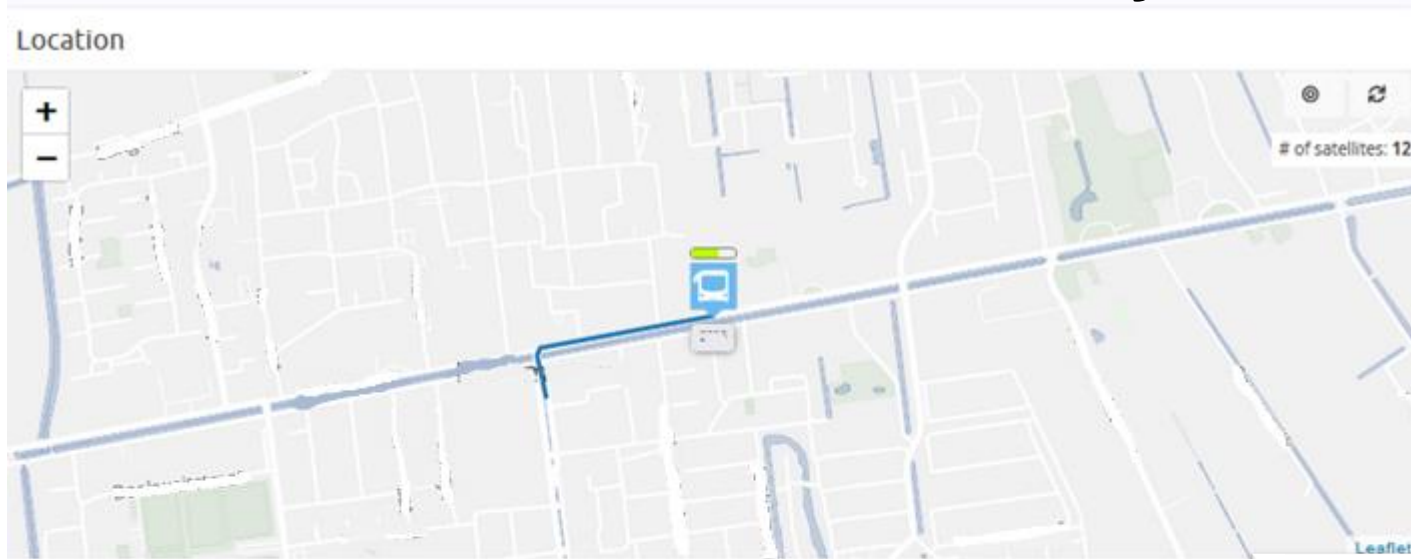 Location
+
−
# of satellites: 12
Leaflet